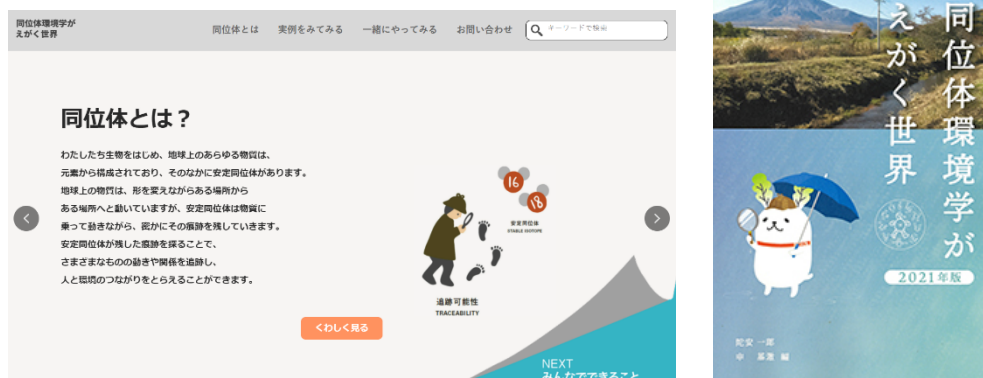 同位体環境学が
えがく世界
同位体とは
実例をみてみる
一緒にやってみる
お問い合わせ
キーワードで検索
同位体とは？
わたしたち生物をはじめ、地球上のあらゆる物質は、
元素から構成されており、そのなかに安定同位体があります。
地球上の物質は、形を変えながらある場所から
ある場所へと動いていますが、安定同位体は物質に
乗って動きながら、密かにその痕跡を残していきます。
安定同位体が残した痕跡を探ることで、
さまざまなものの動きや関係を追跡し、
人と環境のつながりをとらえることができます。
くわしく見る
16
18
安定同位体
STABLE ISOTOPE
追跡可能性
TRACEABILITY
NEXT
みんなでできること
同位体環境学が
えがく世界
2021年版
陀安 一郎
申 基澈 編